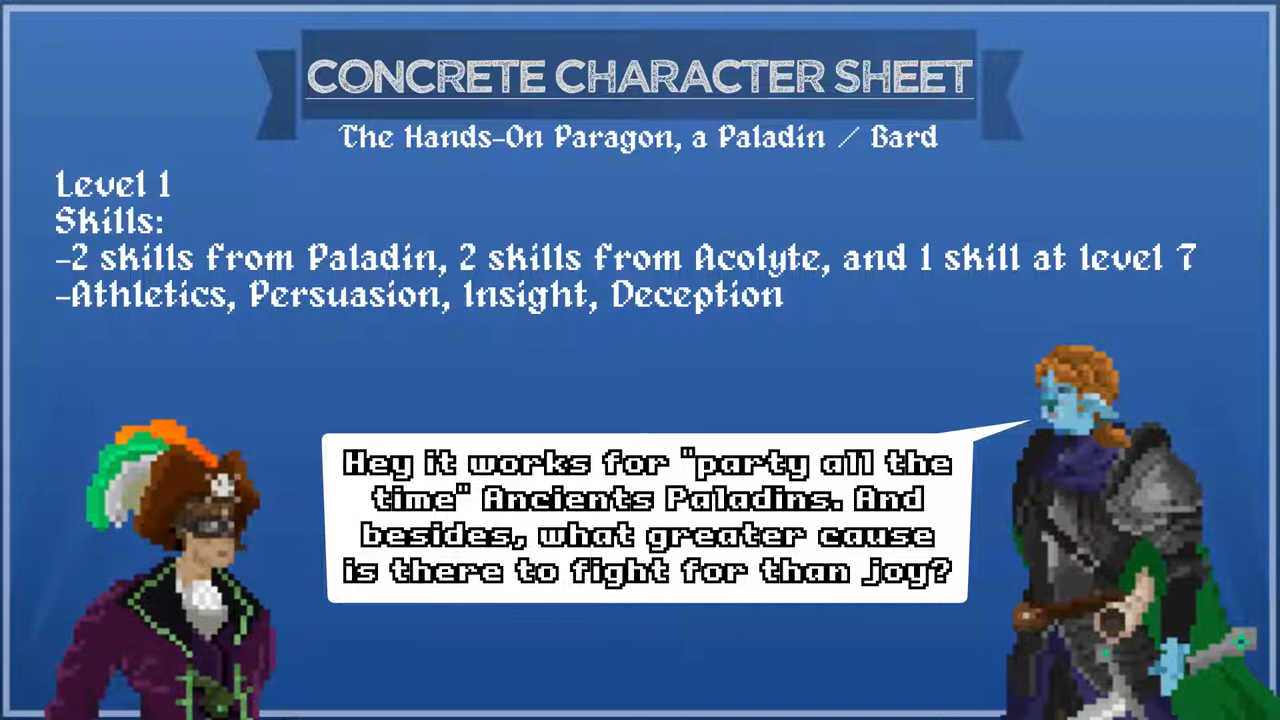 CONCRETE CHARACTER SHEET
The Hands-On Paragon, a Paladin / Bard
Level 1
Skills:
-2 skills from Paladin, 2 skills from Acolyte, and 1 skill at level 7
-Athletics, Persuasion, Insight, Deception
Hey it works for "party all the
time" Ancients Paladins. And
besides, what greater cause
is there to fight for than joy?